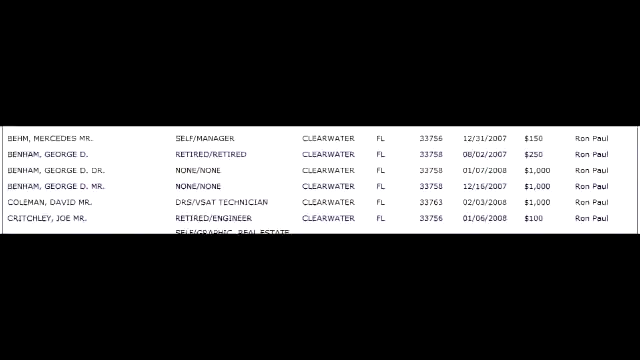 BEHM, MERCEDES MR. SELF/MANAGER CLEARWATER FL 33756 12/31/2007 $150 Ron Paul
BENHAM, GEORGE D. RETIRED/RETIRED CLEARWATER FL 33758 08/02/2007 $250 Ron Paul
BENHAM, GEORGE D. DR. NONE/NONE CLEARWATER FL 33758 01/07/2008 $1,000 Ron Paul
BENHAM, GEORGE D. MR. NONE/NONE CLEARWATER FL 33758 12/16/2007 $1,000 Ron Paul
COLEMAN, DAVID MR. DRS/VSAT TECHNICIAN CLEARWATER FL 33763 02/03/2008 $1,000 Ron Paul
CRITCHLEY, JOE MR. RETIRED/ENGINEER CLEARWATER FL 33756 01/06/2008 $100 Ron Paul
SELF/GRAPHIC, REAL ESTATE